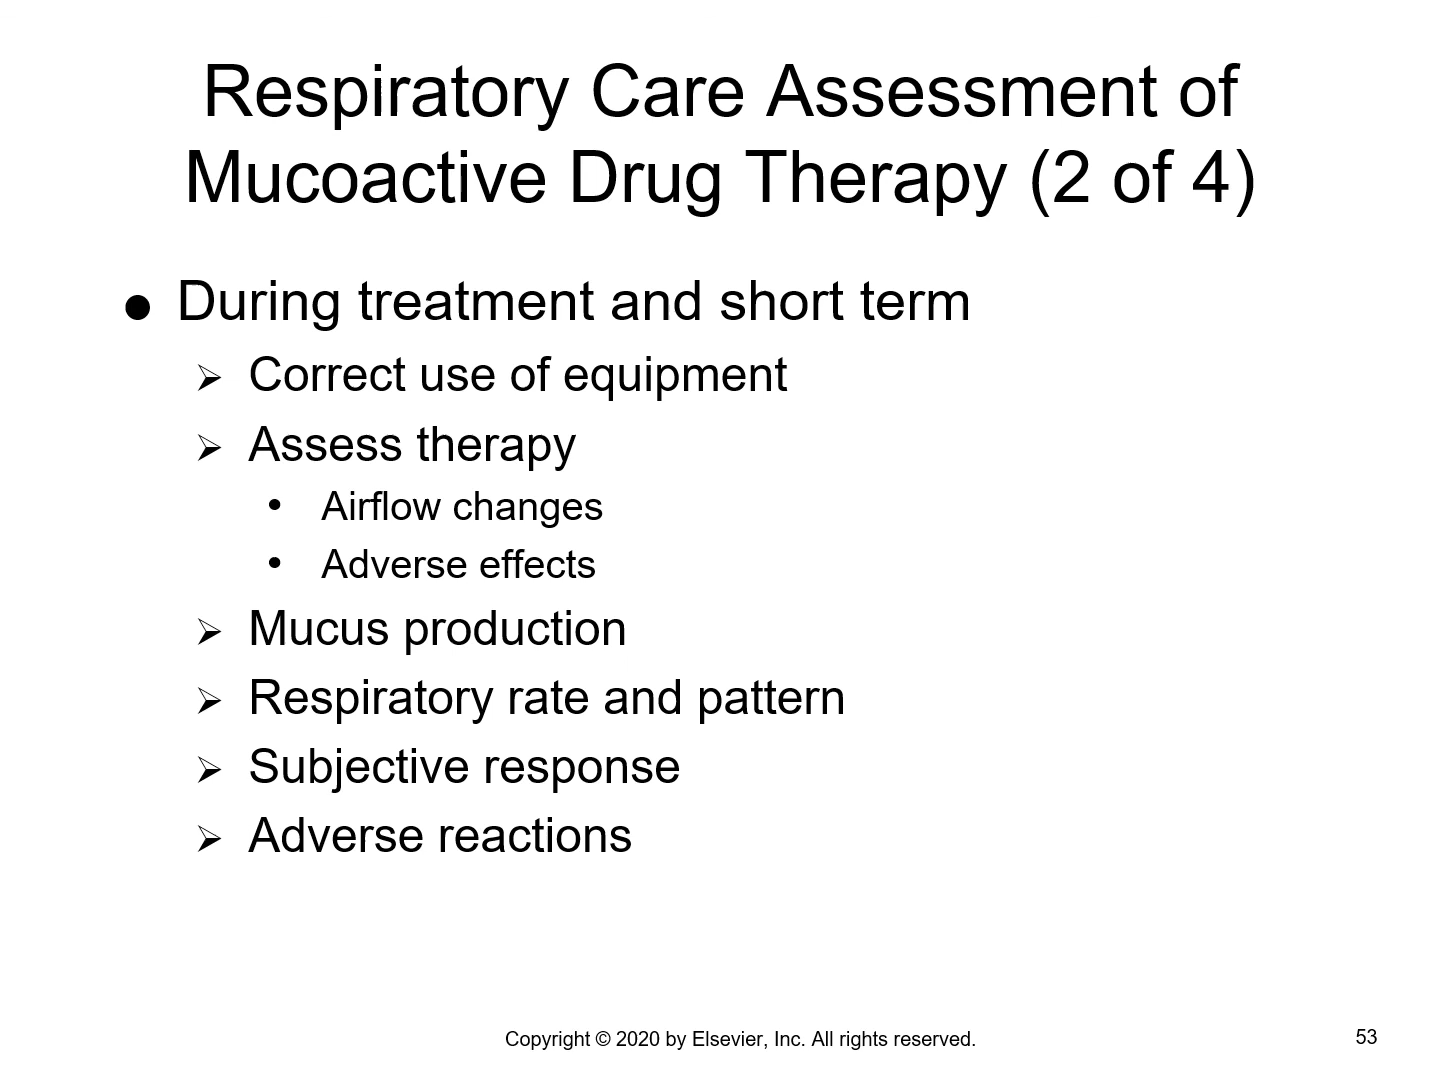 Respiratory Care Assessment of
Mucoactive Drug Therapy (2 of 4)
● During treatment and short term
➢ Correct use of equipment
➢ Assess therapy
• Airflow changes
• Adverse effects
➢ Mucus production
➢ Respiratory rate and pattern
➢ Subjective response
➢ Adverse reactions
Copyright © 2020 by Elsevier, Inc. All rights reserved.
53